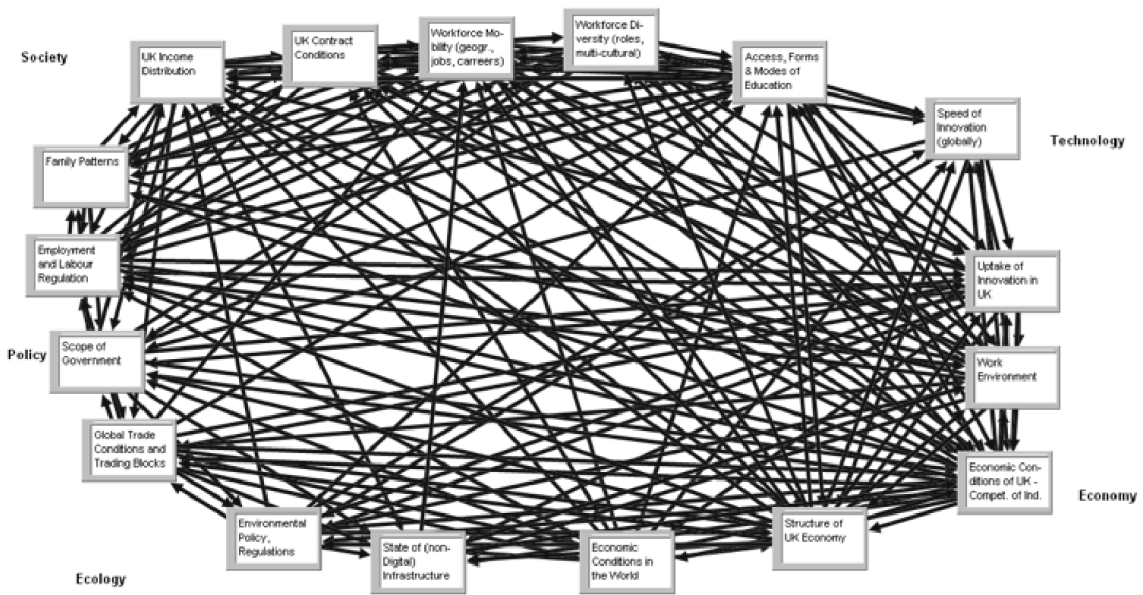 Society
UK Income
Distribution
UK Contract
Conditions
Workforce Mo-
bility (geogr.,
jobs, carreers)
Workforce Di-
versity (roles,
multi-cultural)
Access, Forms
& Modes of
Education
Speed of
Innovation
(globally)
Technology
Family Patterns
Employment
and Labour
Regulation
Uptake of
Innovation in
UK
Policy
Scope of
Government
Work
Environment
Global Trade
Conditions and
Trading Blocks
Economic Con-
ditions of UK -
Compet. of Ind.
Economy
Environmental
Policy,
Regulations
State of (non-
Digital)
Infrastructure
Economic
Conditions in
the World
Structure of
UK Economy
Ecology